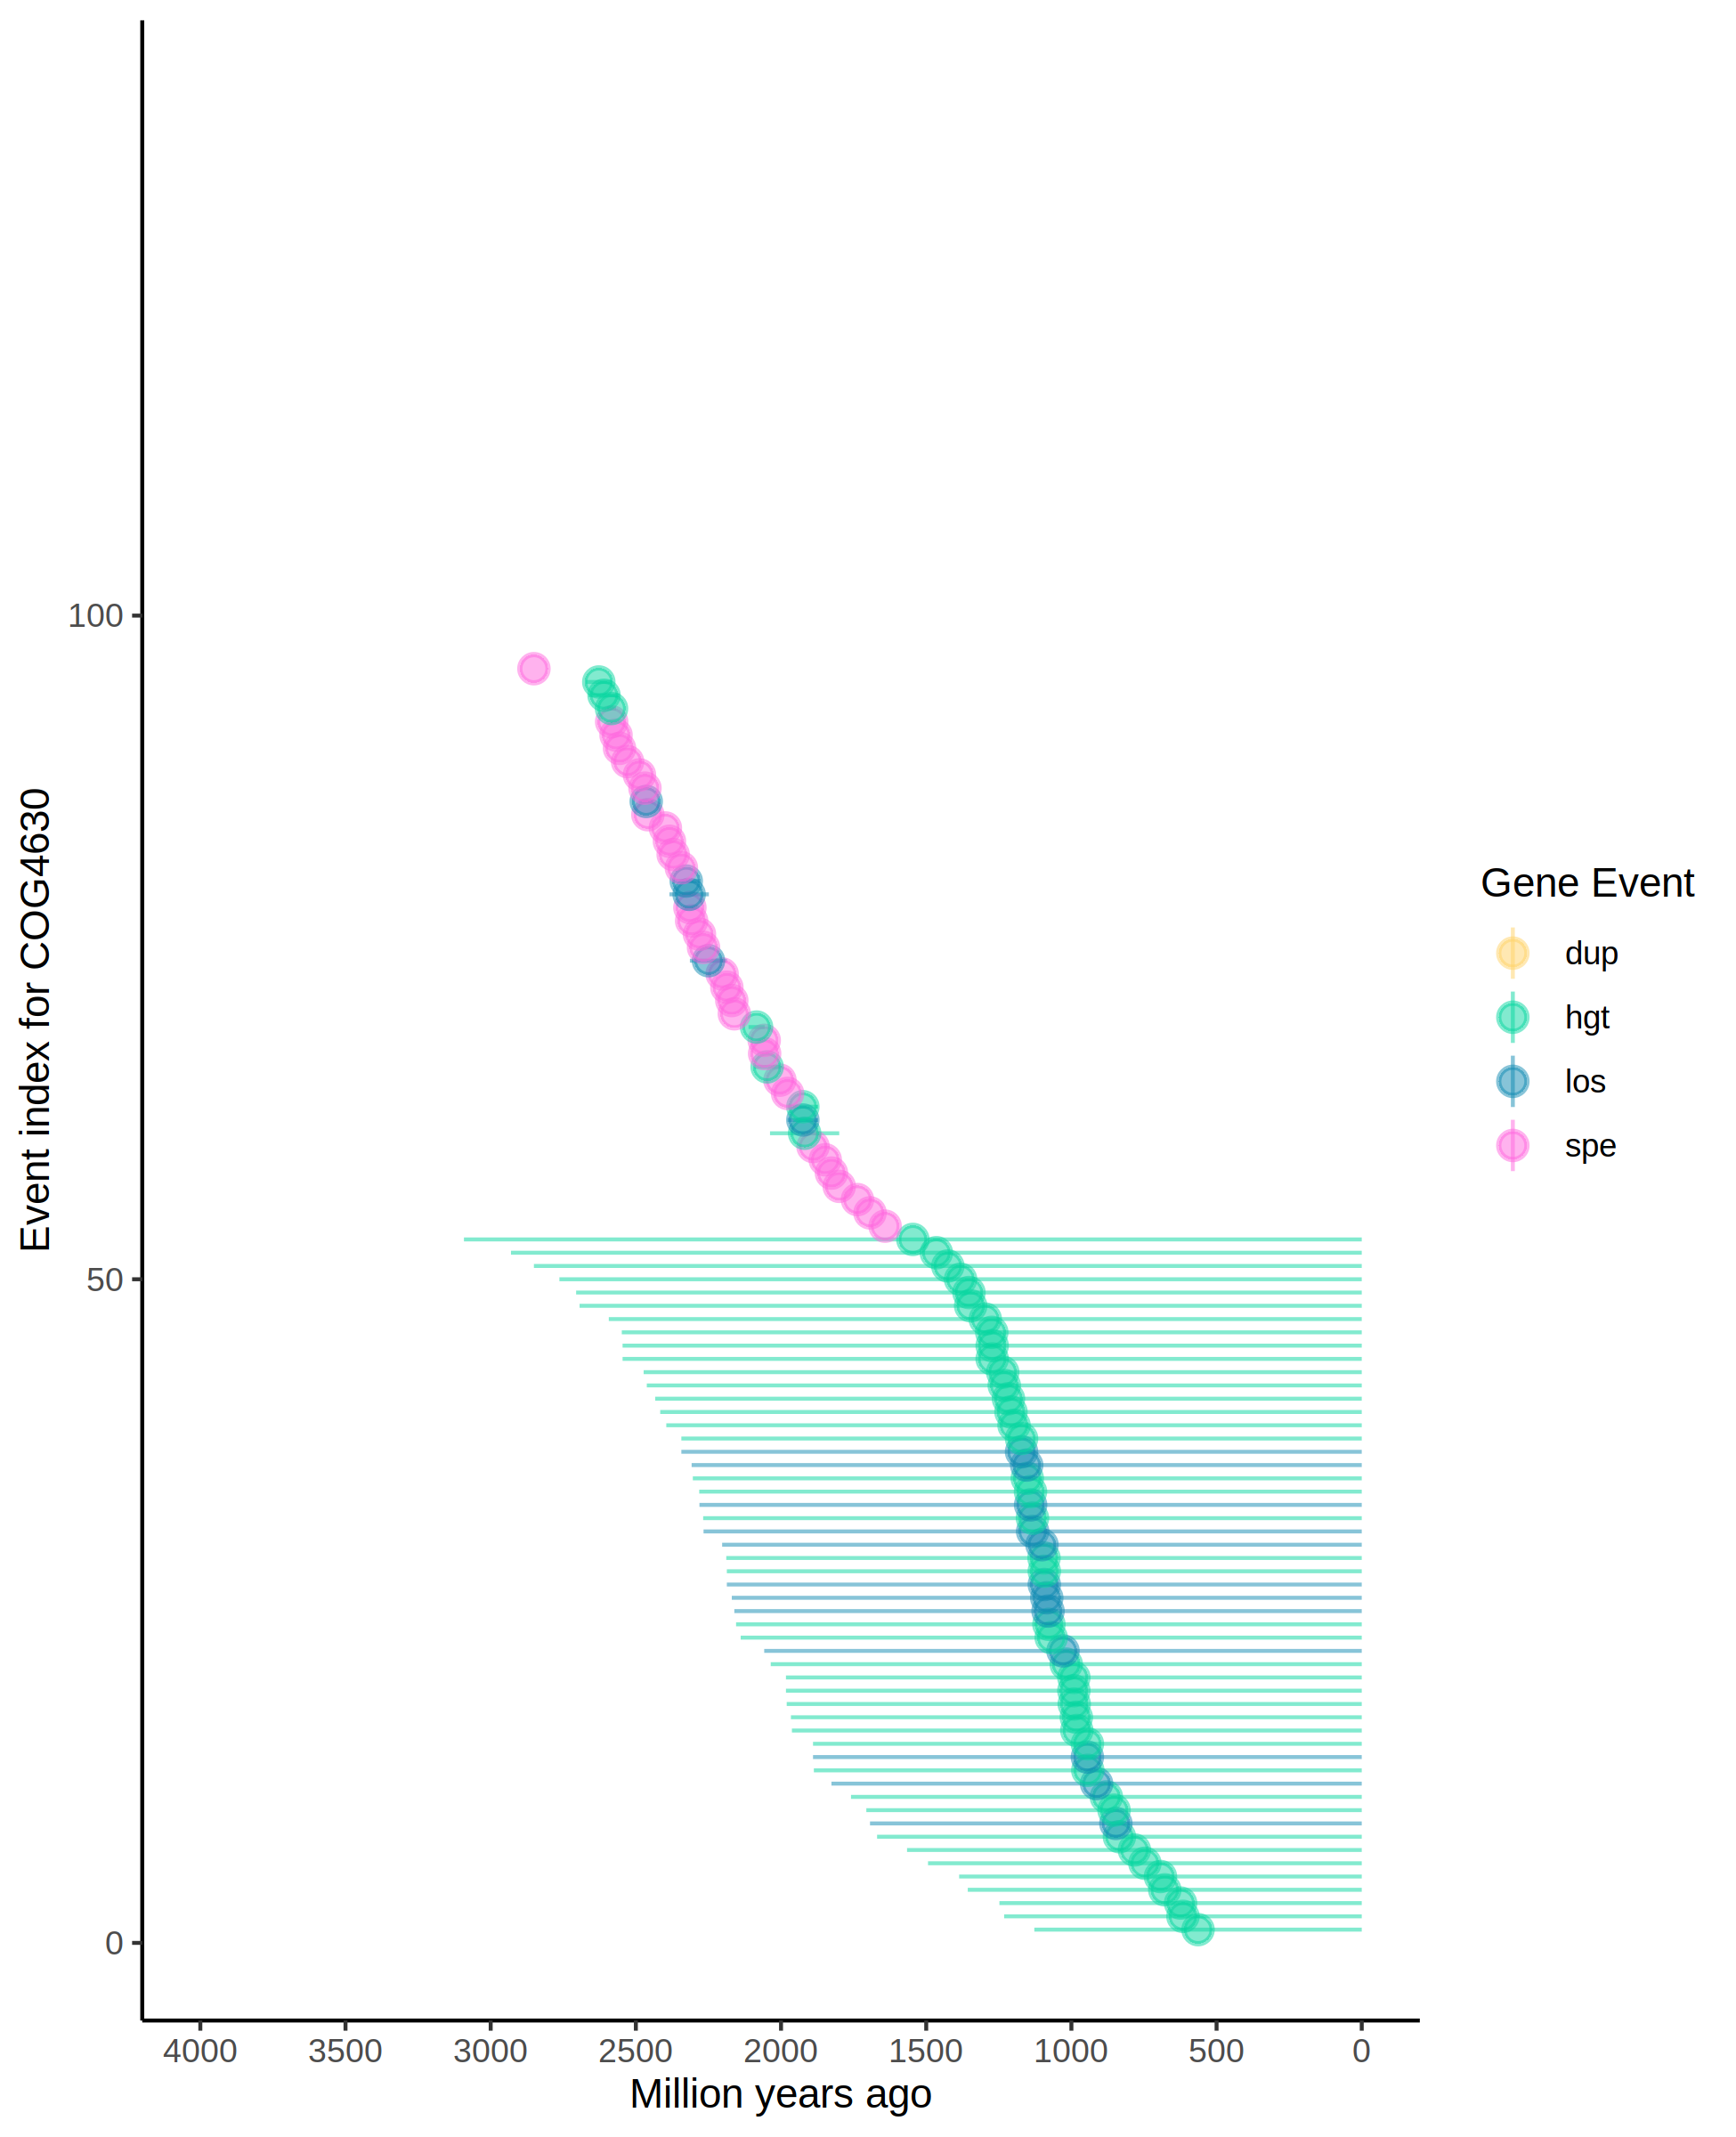 Event index for COG4630
100
50
0
4000 3500 3000 2500 2000 1500 1000 500 0
Million years ago
Gene Event
dup
hgt
los
spe